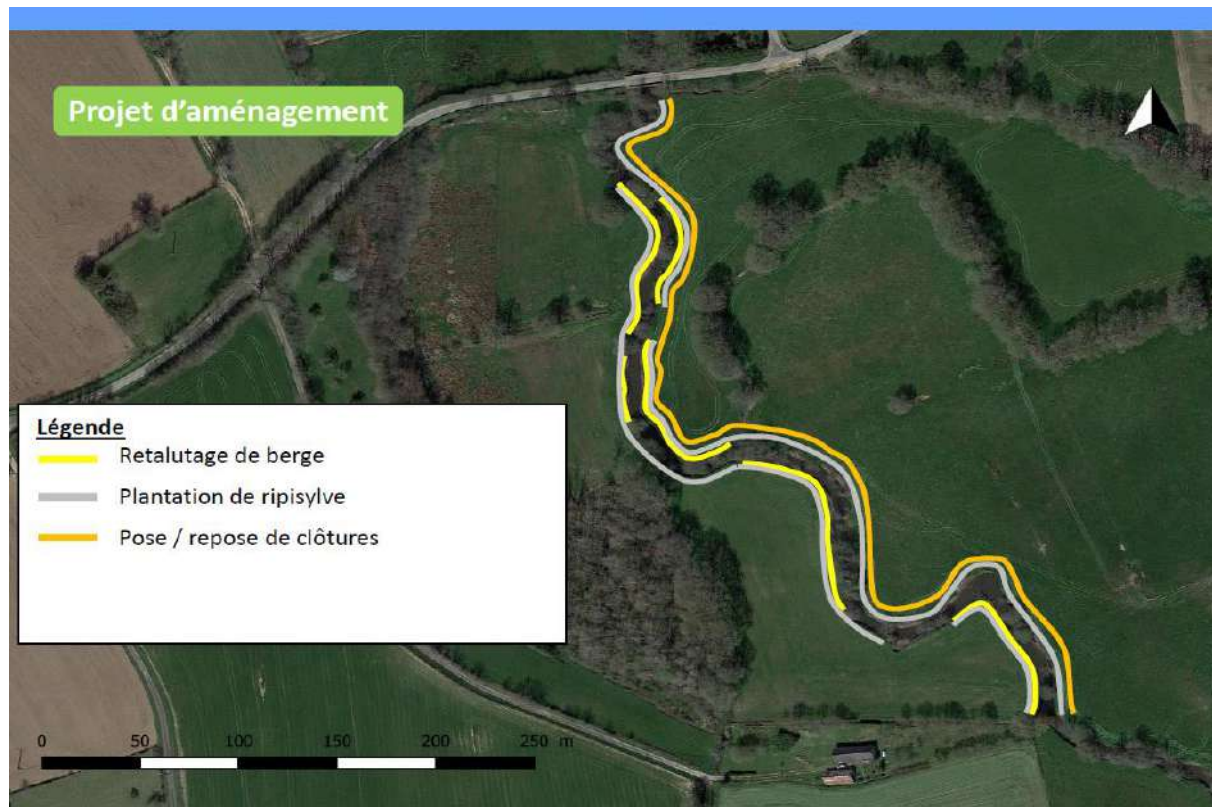 Projet d'aménagement
Légende
Retalutage de berge
Plantation de ripisylve
Pose / repose de clôtures
0 50 100 150 200 250 m